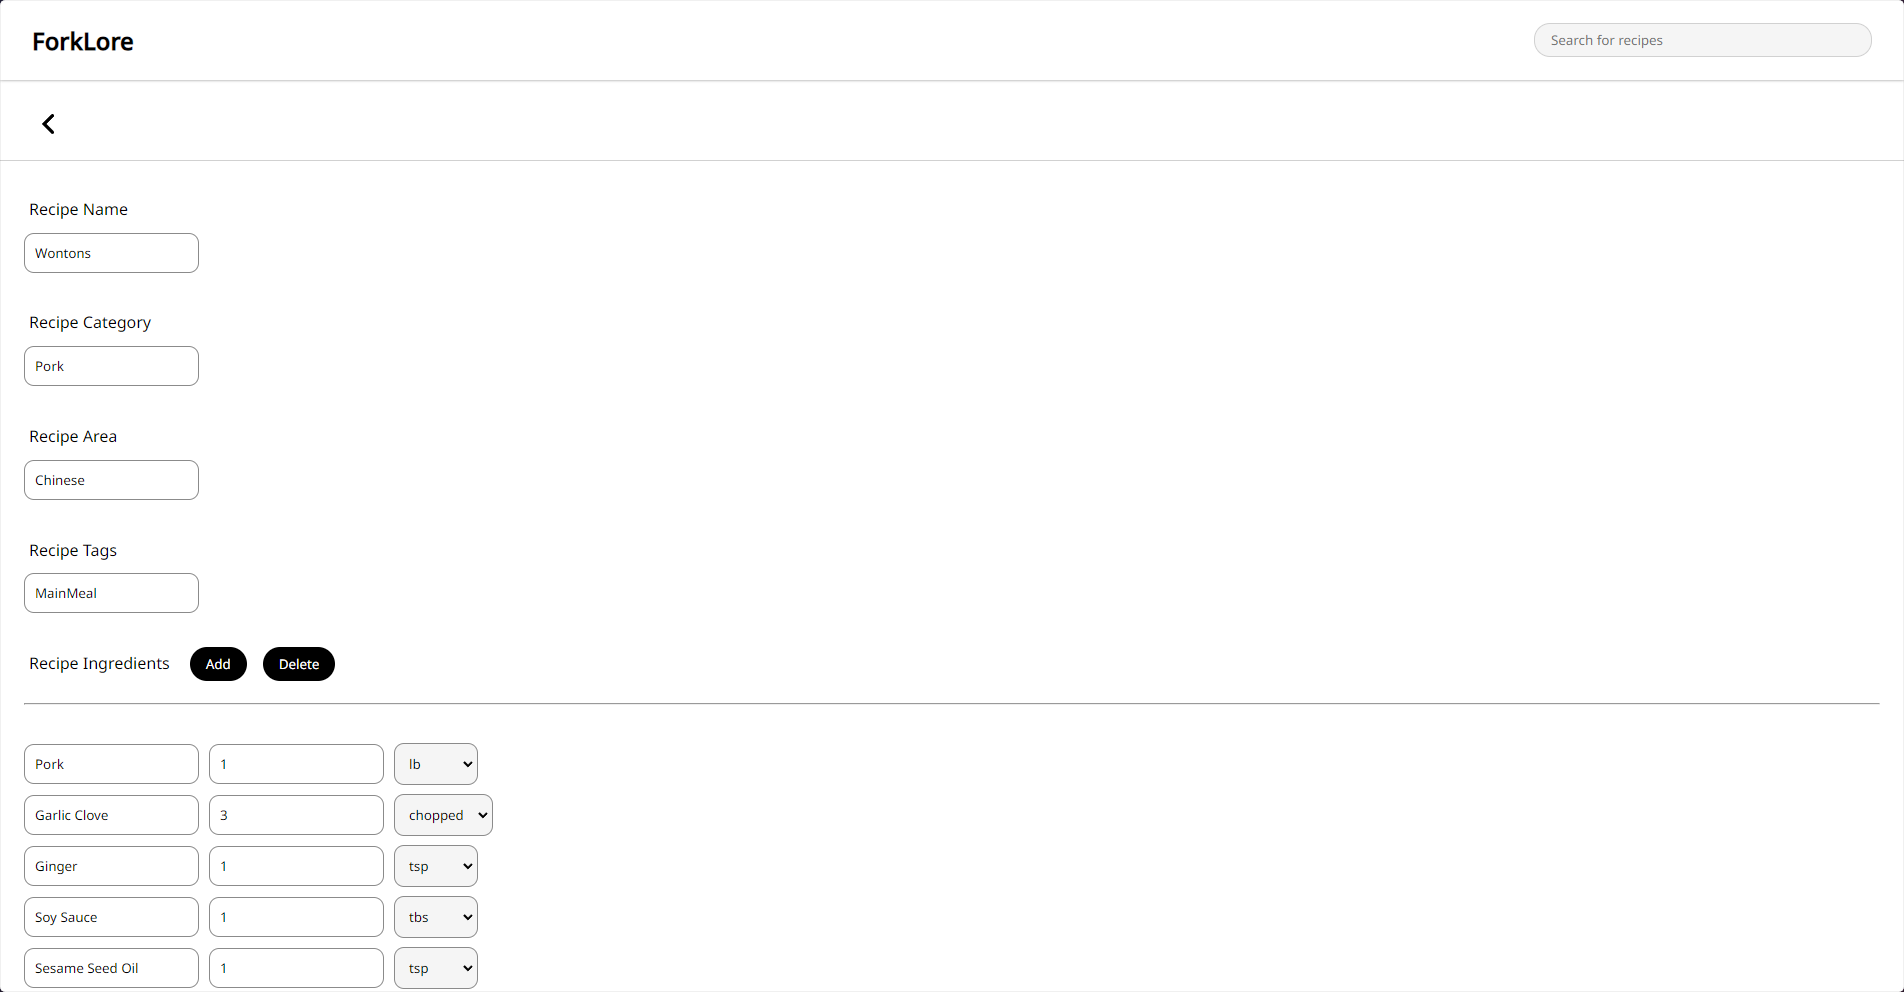 ForkLore
Search for recipes
Recipe Name
Wontons
Recipe Category
Pork
Recipe Area
Chinese
Recipe Tags
MainMeal
Recipe Ingredients Add Delete
Pork 1 lb
Garlic Clove 3 chopped
Ginger 1 tsp
Soy Sauce 1 tbs
Sesame Seed Oil 1 tsp